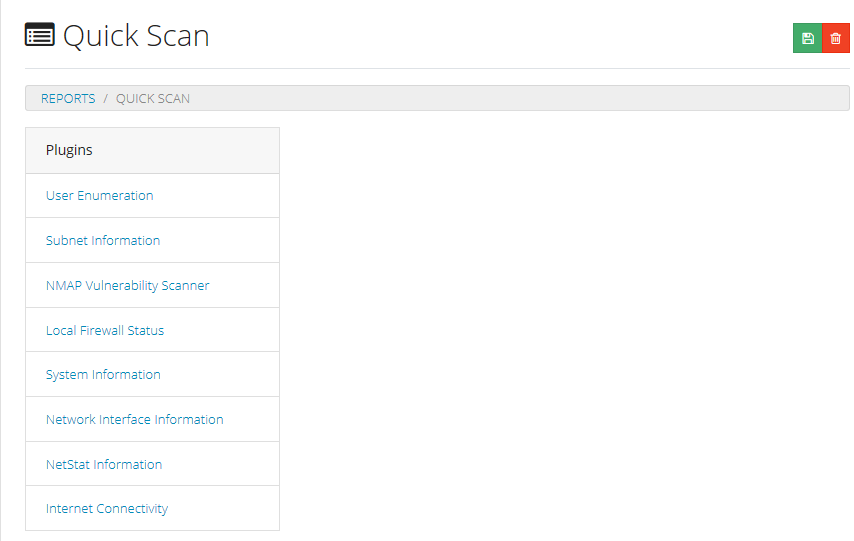 Quick Scan
REPORTS / QUICK SCAN
Plugins
User Enumeration
Subnet Information
NMAP Vulnerability Scanner
Local Firewall Status
System Information
Network Interface Information
NetStat Information
Internet Connectivity